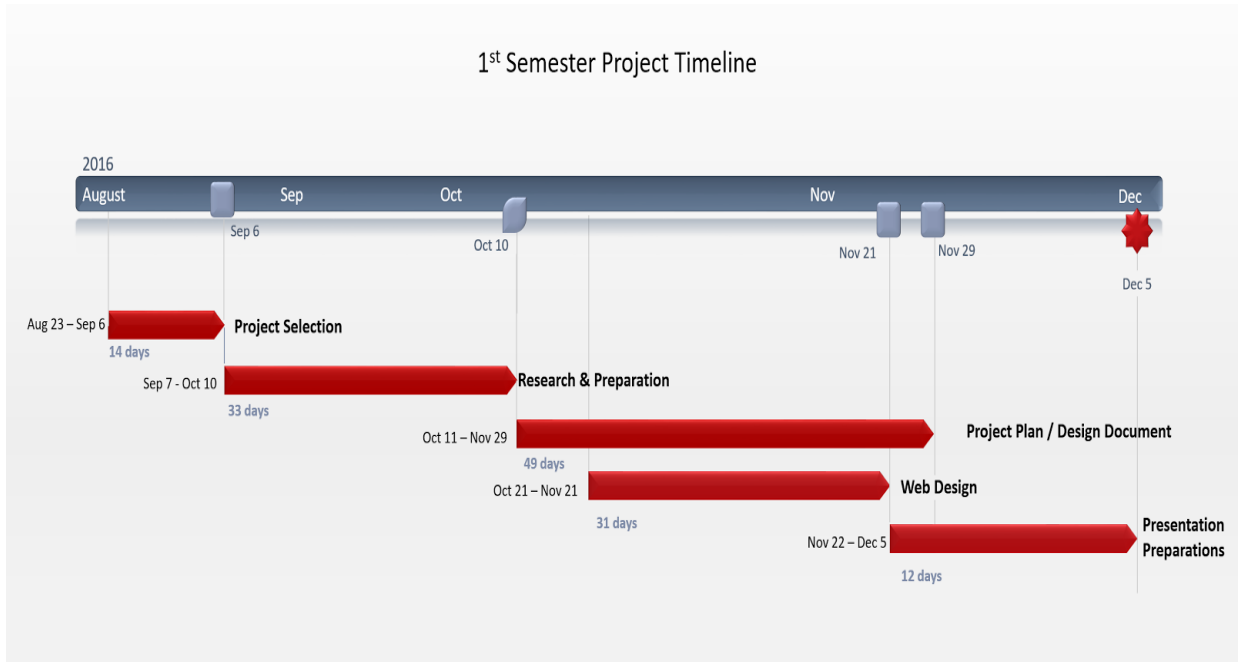 1st Semester Project Timeline
2016
August Sep Oct Nov Dec
Sep 6
Oct 10
Nov 21
Nov 29
Dec 5
Aug 23 – Sep 6
Project Selection
14 days
Sep 7 - Oct 10
Research & Preparation
33 days
Oct 11 – Nov 29
Project Plan / Design Document
49 days
Oct 21 – Nov 21
Web Design
31 days
Nov 22 – Dec 5
Presentation
Preparations
12 days